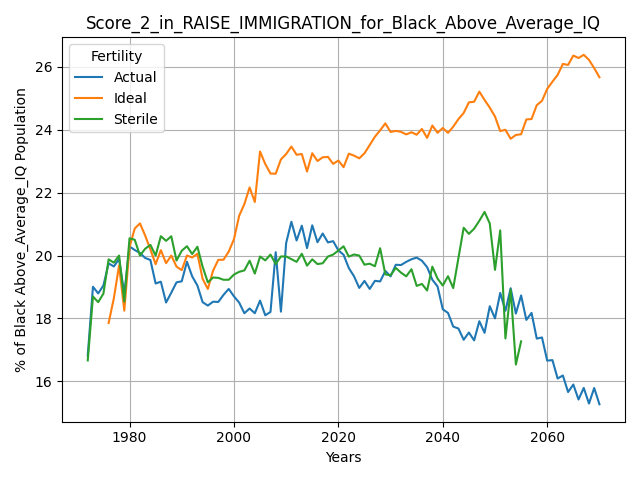 Score_2_in_RAISE_IMMIGRATION_for_Black_Above_Average_IQ
Fertility
Actual
Ideal
Sterile
% of Black Above_Average_IQ Population
26
24
22
20
18
16
1980 2000 2020 2040 2060
Years